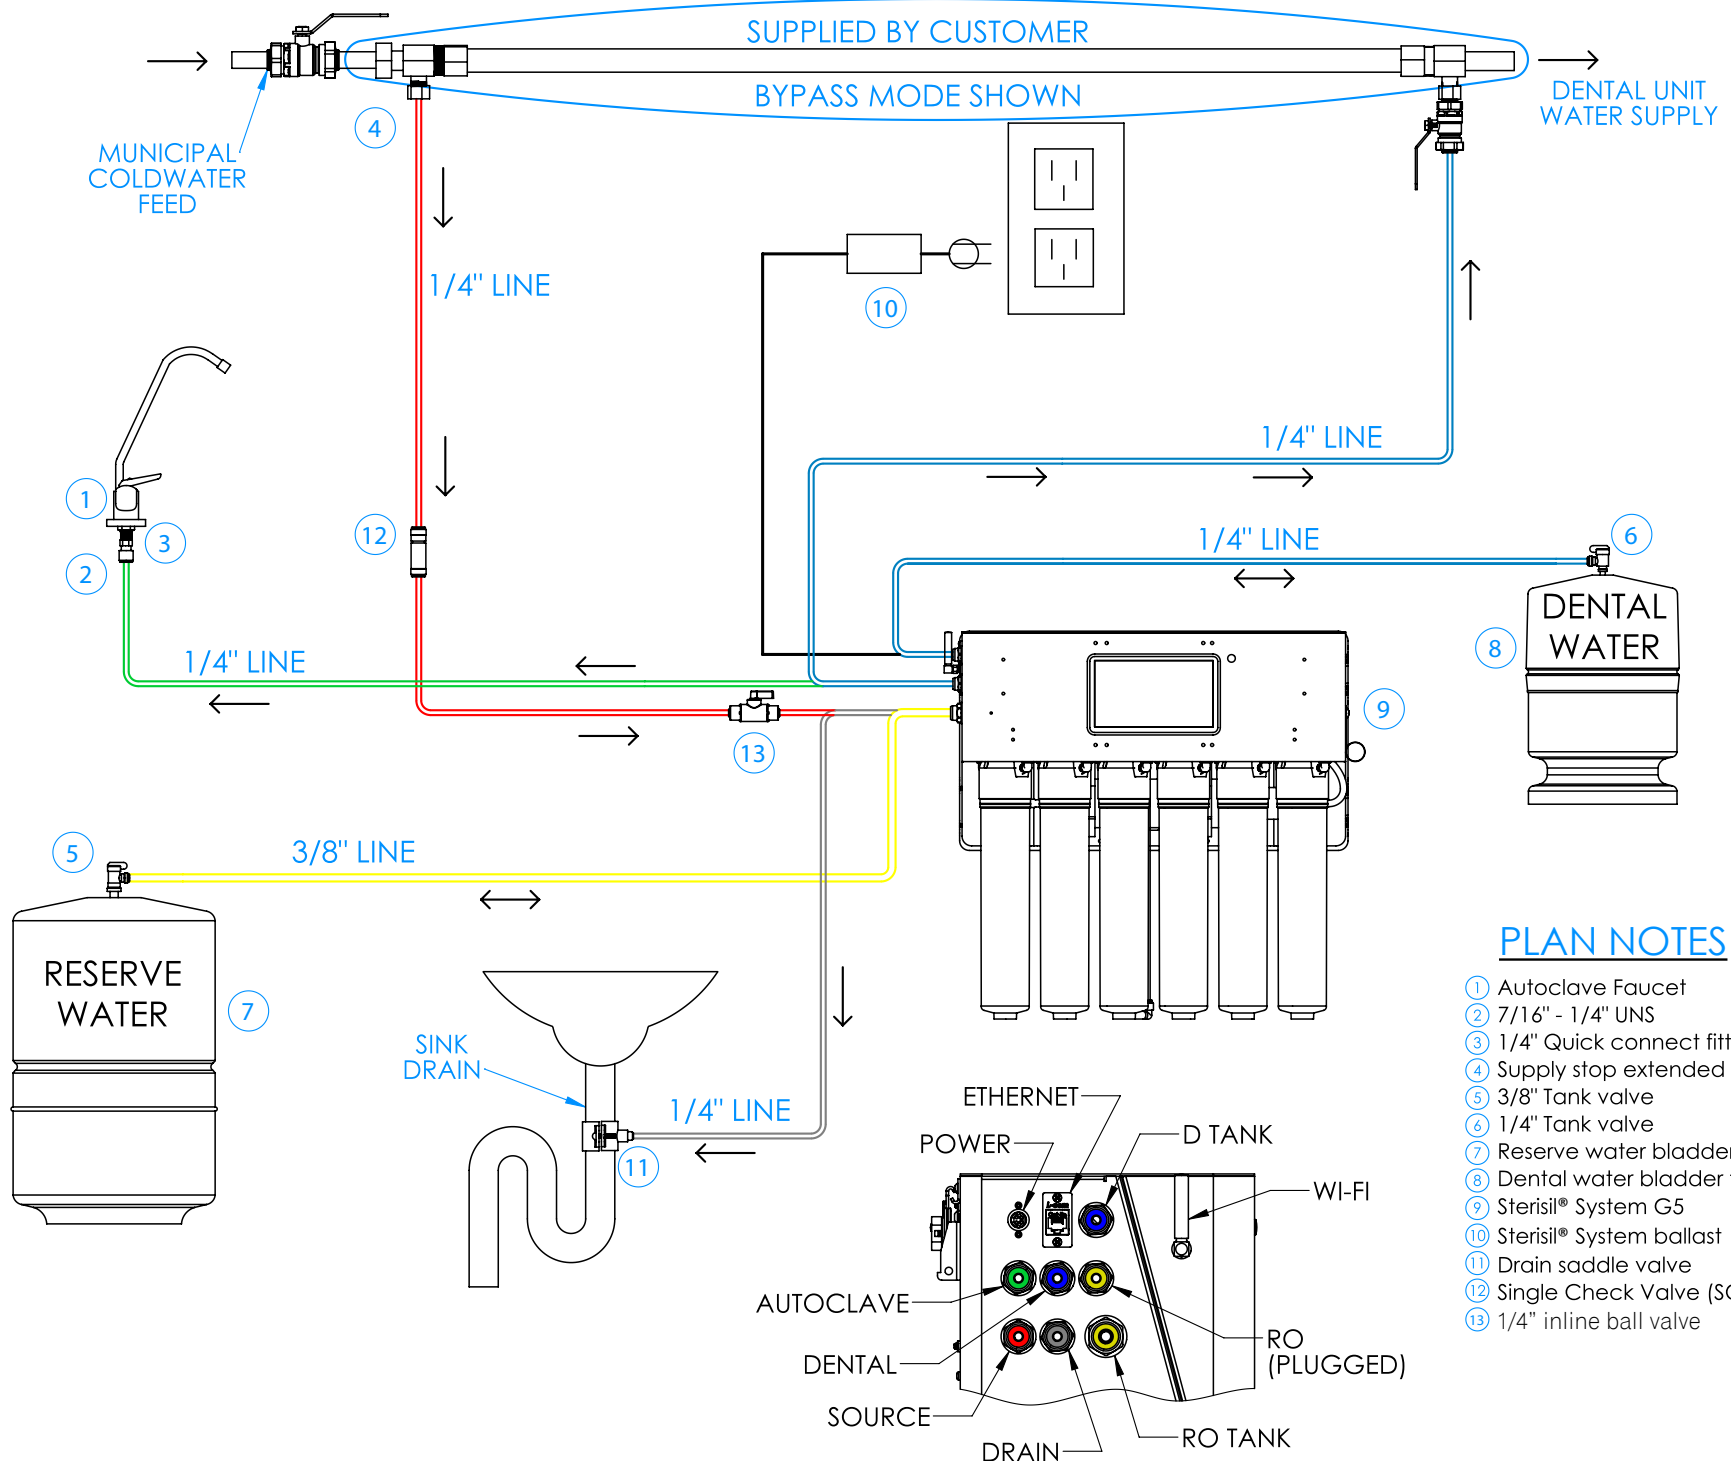 SUPPLIED BY CUSTOMER
BYPASS MODE SHOWN
DENTAL UNIT
WATER SUPPLY
4
MUNICIPAL
COLDWATER
FEED
1/4" LINE
10
1/4" LINE
1
12
3
2
1/4" LINE
6
DENTAL
WATER
8
1/4" LINE
9
13
5
3/8" LINE
RESERVE
WATER
7
SINK
DRAIN
1/4" LINE
11
ETHERNET
POWER
D TANK
WI-FI
AUTOCLAVE
DENTAL
RO
(PLUGGED)
SOURCE
DRAIN
RO TANK
PLAN NOTES
1 Autoclave Faucet
2 7/16" - 1/4" UNS
3 1/4" Quick connect fitt
4 Supply stop extended
5 3/8" Tank valve
6 1/4" Tank valve
7 Reserve water bladder
8 Dental water bladder
9 Sterisil® System G5
10 Sterisil® System ballast
11 Drain saddle valve
12 Single Check Valve (SC
13 1/4” inline ball valve